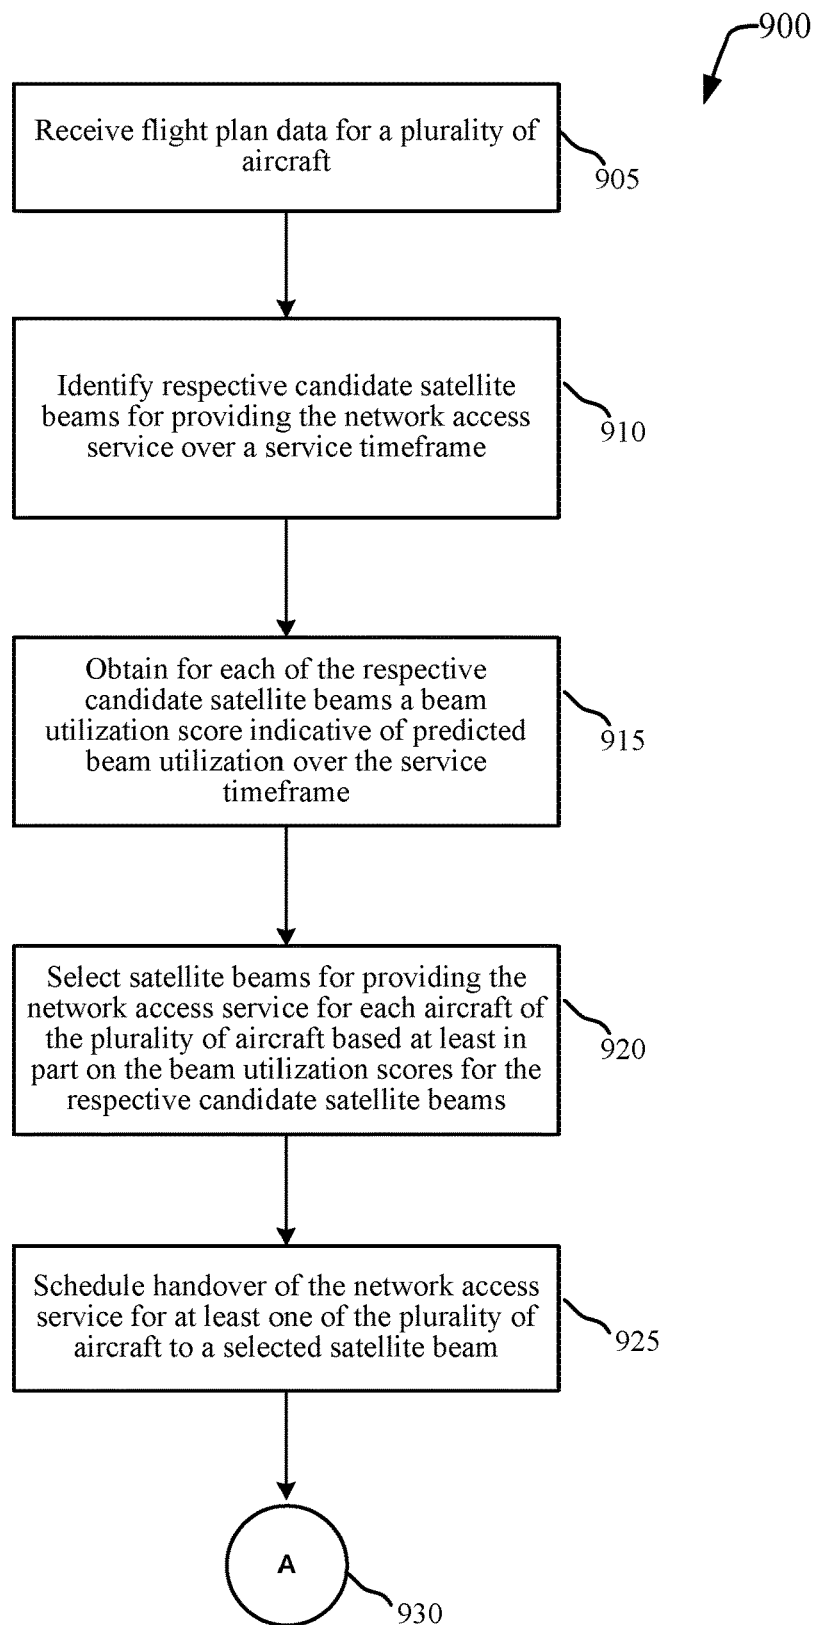 900
Receive flight plan data for a plurality of
aircraft
905
Identify respective candidate satellite
beams for providing the network access
service over a service timeframe
910
Obtain for each of the respective
candidate satellite beams a beam
utilization score indicative of predicted
beam utilization over the service
timeframe
915
Select satellite beams for providing the
network access service for each aircraft of
the plurality of aircraft based at least in
part on the beam utilization scores for the
respective candidate satellite beams
920
Schedule handover of the network access
service for at least one of the plurality of
aircraft to a selected satellite beam
925
A
930